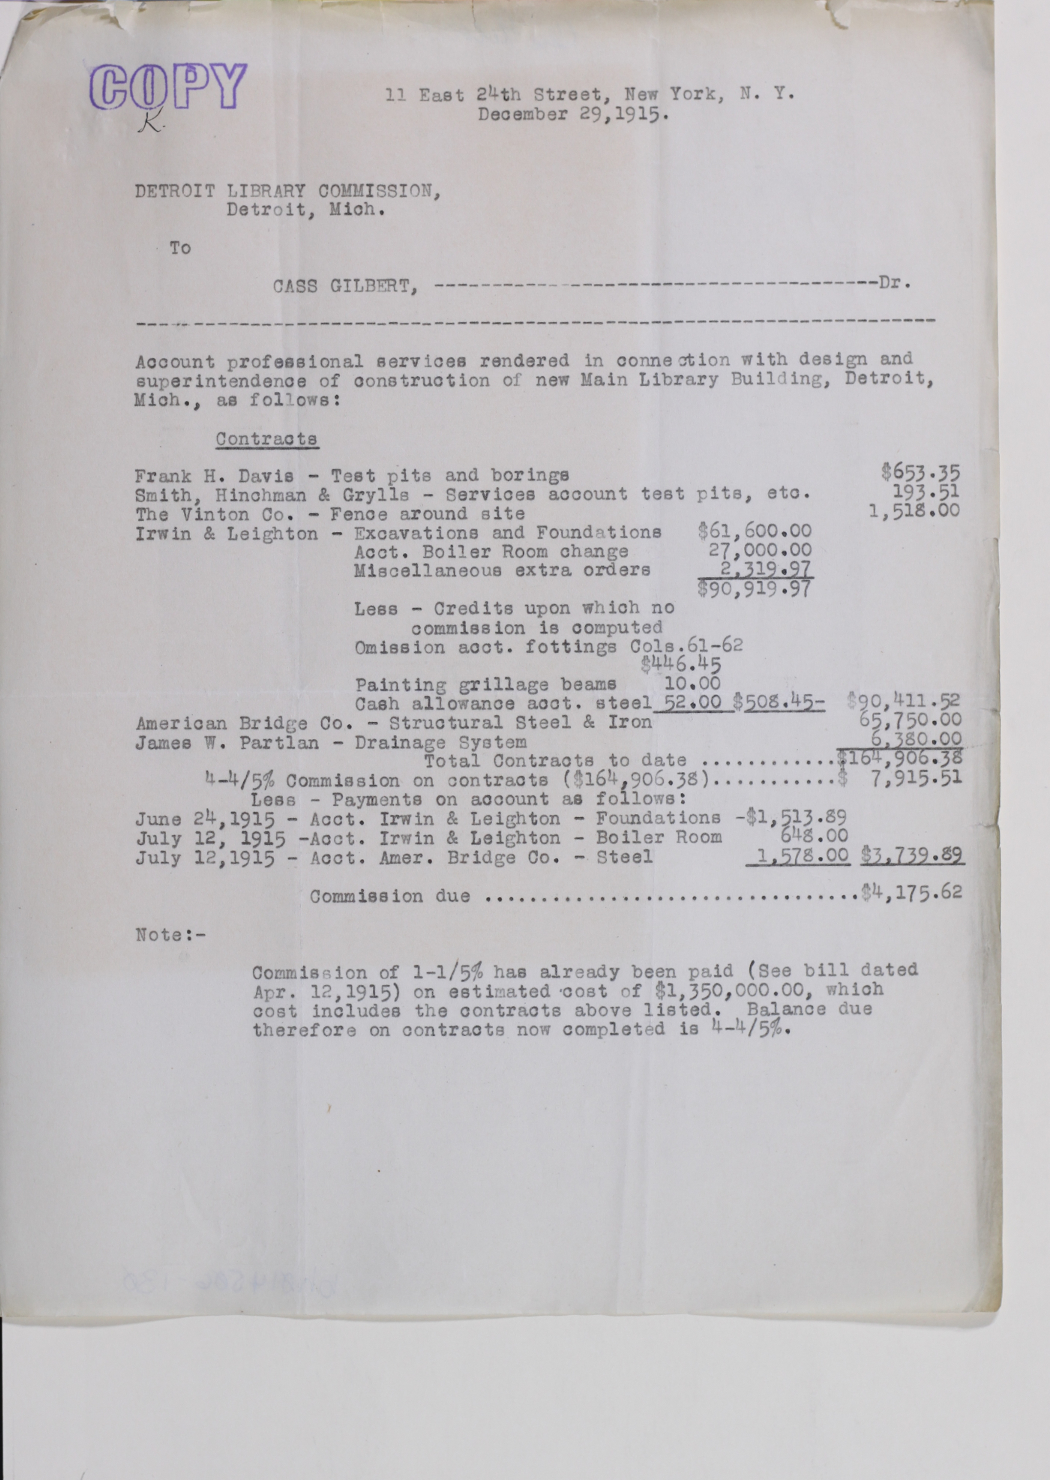 COPY
K.
11 East 24th Street, New York, N. Y.
December 29,1915.
DETROIT LIBRARY COMMISSION,
Detroit, Mich.
To
CASS GILBERT, ---------------------------------------Dr.
----------------------------------------------------------------------
Account professional services rendered in connection with design and
superintendence of construction of new Main Library Building, Detroit,
Mich., as follows:
Contracts
Frank H. Davis - Test pits and borings $653.35
Smith, Hinchman & Grylls - Services account test pits, etc. 193.51
The Vinton Co. - Fence around site 1,518.00
Irwin & Leighton - Excavations and Foundations $61,600.00
Acct. Boiler Room change 27,000.00
Miscellaneous extra orders 2,319.97
$90,919.97
Less - Credits upon which no
commission is computed
Omission acct. fottings Cols.61-62
$446.45
Painting grillage beams 10.00
Cash allowance acct. steel 52.00 $508.45- $90,411.52
American Bridge Co. - Structural Steel & Iron 65,750.00
James W. Partlan - Drainage System 6,380.00
Total Contracts to date ............$164,906.38
4-4/5% Commission on contracts ($164,906.38)...........$ 7,915.51
Less - Payments on account as follows:
June 24,1915 - Acct. Irwin & Leighton - Foundations -$1,513.89
July 12, 1915 -Acct. Irwin & Leighton - Boiler Room 648.00
July 12,1915 - Acct. Amer. Bridge Co. - Steel 1,578.00 $3,739.89
Commission due .................................$4,175.62
Note:-
Commission of 1-1/5% has already been paid (See bill dated
Apr. 12,1915) on estimated cost of $1,350,000.00, which
cost includes the contracts above listed. Balance due
therefore on contracts now completed is 4-4/5%.